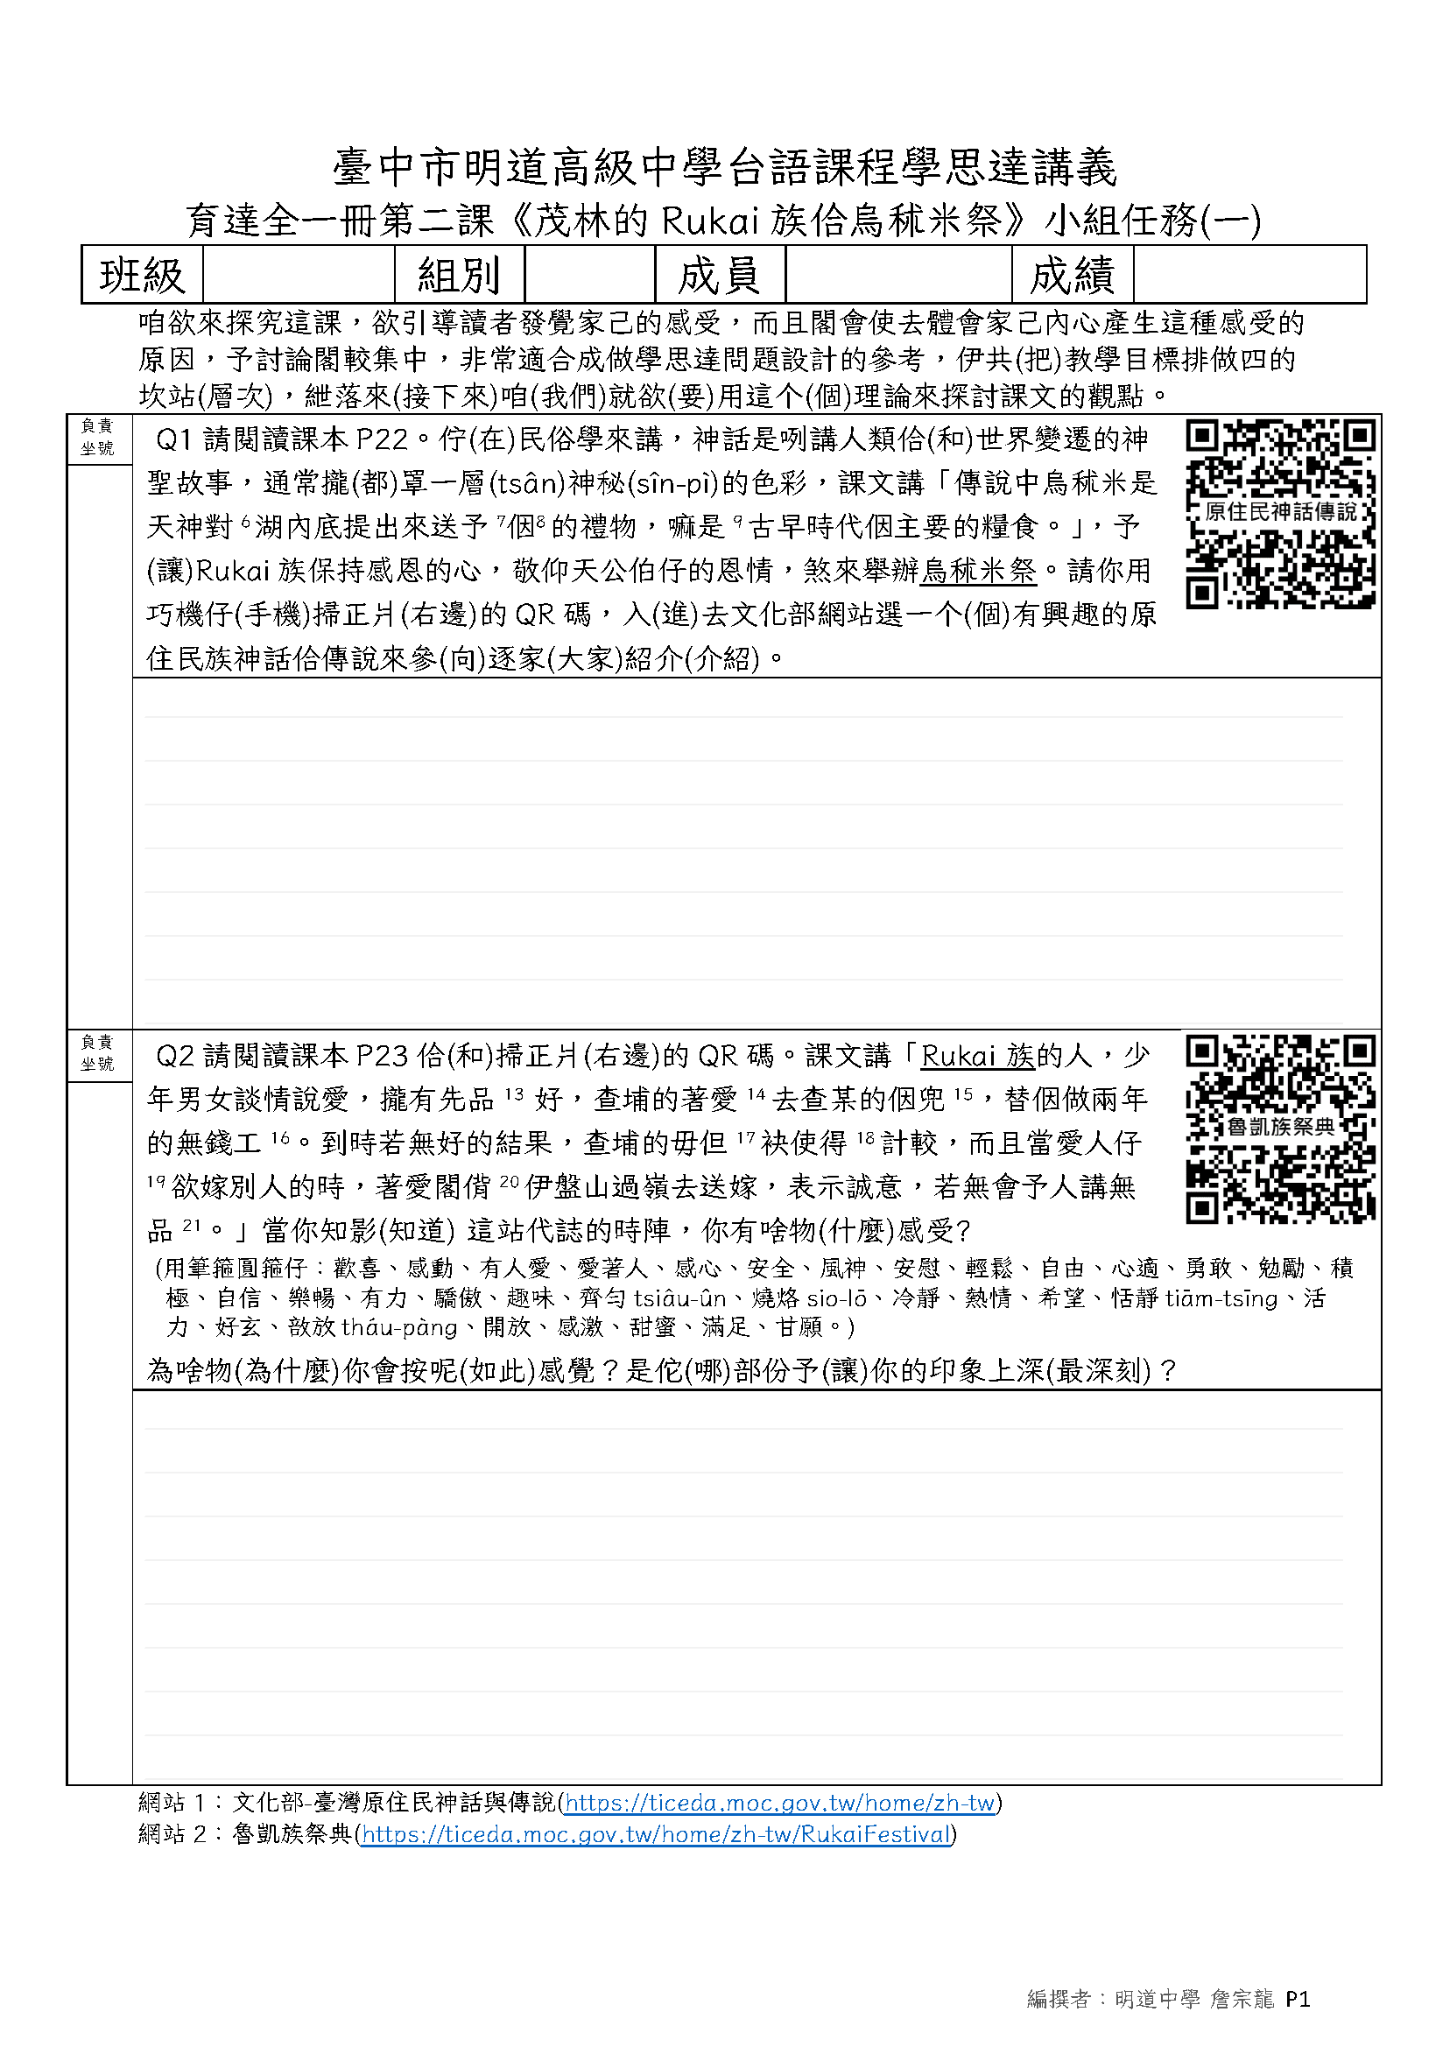 臺中市明道高級中學台語課程學思達講義
育達全一冊第二課《茂林的 Rukai 族佮烏秫米祭》小組任務(一)
班級 組別 成員 成績
咱欲來探究這課，欲引導讀者發覺家己的感受，而且閣會使去體會家己內心產生這種感受的
原因，予討論閣較集中，非常適合成做學思達問題設計的參考，伊共(把)教學目標排做四的
坎站(層次)，紲落來(接下來)咱(我們)就欲(要)用這个(個)理論來探討課文的觀點。
負責
坐號
Q1 請閱讀課本 P22。佇(在)民俗學來講，神話是咧講人類佮(和)世界變遷的神
聖故事，通常攏(都)罩一層(tsân)神秘(sîn-pì)的色彩，課文講「傳說中烏秫米是
天神對 ⁶湖內底提出來送予 ⁷𪜶⁸ 的禮物，嘛是 ⁹古早時代𪜶主要的糧食。」，予
(讓)Rukai 族保持感恩的心，敬仰天公伯仔的恩情，煞來舉辦烏秫米祭。請你用
巧機仔(手機)掃正爿(右邊)的 QR 碼，入(進)去文化部網站選一个(個)有興趣的原
住民族神話佮傳說來參(向)逐家(大家)紹介(介紹)。
原住民神話傳說
負責
坐號
Q2 請閱讀課本 P23 佮(和)掃正爿(右邊)的 QR 碼。課文講「Rukai 族的人，少
年男女談情說愛，攏有先品 ¹³ 好，查埔的著愛 ¹⁴ 去查某的𪜶兜 ¹⁵，替𪜶做兩年
的無錢工 ¹⁶。到時若無好的結果，查埔的毋但 ¹⁷ 袂使得 ¹⁸計較，而且當愛人仔
¹⁹欲嫁別人的時，著愛閣偝 ²⁰伊盤山過嶺去送嫁，表示誠意，若無會予人講無
品 ²¹。」當你知影(知道) 這站代誌的時陣，你有啥物(什麼)感受?
魯凱族祭典
(用筆箍圓箍仔：歡喜、感動、有人愛、愛著人、感心、安全、風神、安慰、輕鬆、自由、心適、勇敢、勉勵、積
極、自信、樂暢、有力、驕傲、趣味、齊勻 tsiâu-ûn、燒烙 sio-lō、冷靜、熱情、希望、恬靜 tiām-tsīng、活
力、好玄、敨放 tháu-pàng、開放、感激、甜蜜、滿足、甘願。)
為啥物(為什麼)你會按呢(如此)感覺？是佗(哪)部份予(讓)你的印象上深(最深刻)？
網站 1：文化部-臺灣原住民神話與傳說(https://ticeda.moc.gov.tw/home/zh-tw)
網站 2：魯凱族祭典(https://ticeda.moc.gov.tw/home/zh-tw/RukaiFestival)
編撰者：明道中學 詹宗龍 P1